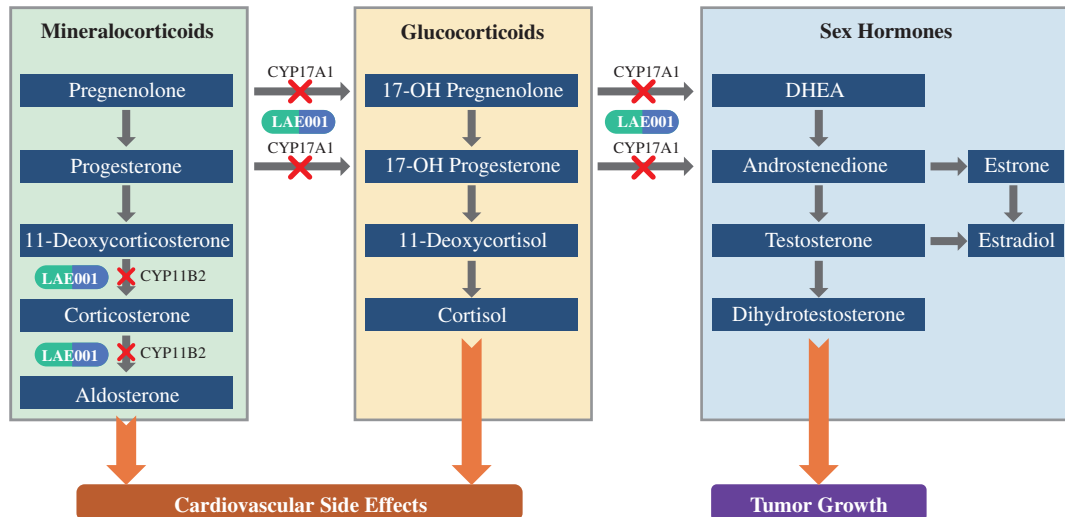 Mineralocorticoids
Glucocorticoids
Sex Hormones
CYP17A1
CYP17A1
Pregnenolone
17-OH Pregnenolone
DHEA
LAE001
LAE001
CYP17A1
CYP17A1
Progesterone
17-OH Progesterone
Androstenedione
Estrone
11-Deoxycorticosterone
11-Deoxycortisol
Testosterone
Estradiol
LAE001
CYP11B2
Corticosterone
Cortisol
Dihydrotestosterone
LAE001
CYP11B2
Aldosterone
Cardiovascular Side Effects
Tumor Growth